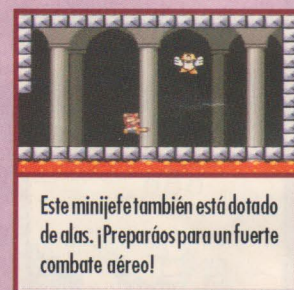 Este minijefe también está dotado
de alas. ¡Preparáos para un fuerte
combate aéreo!